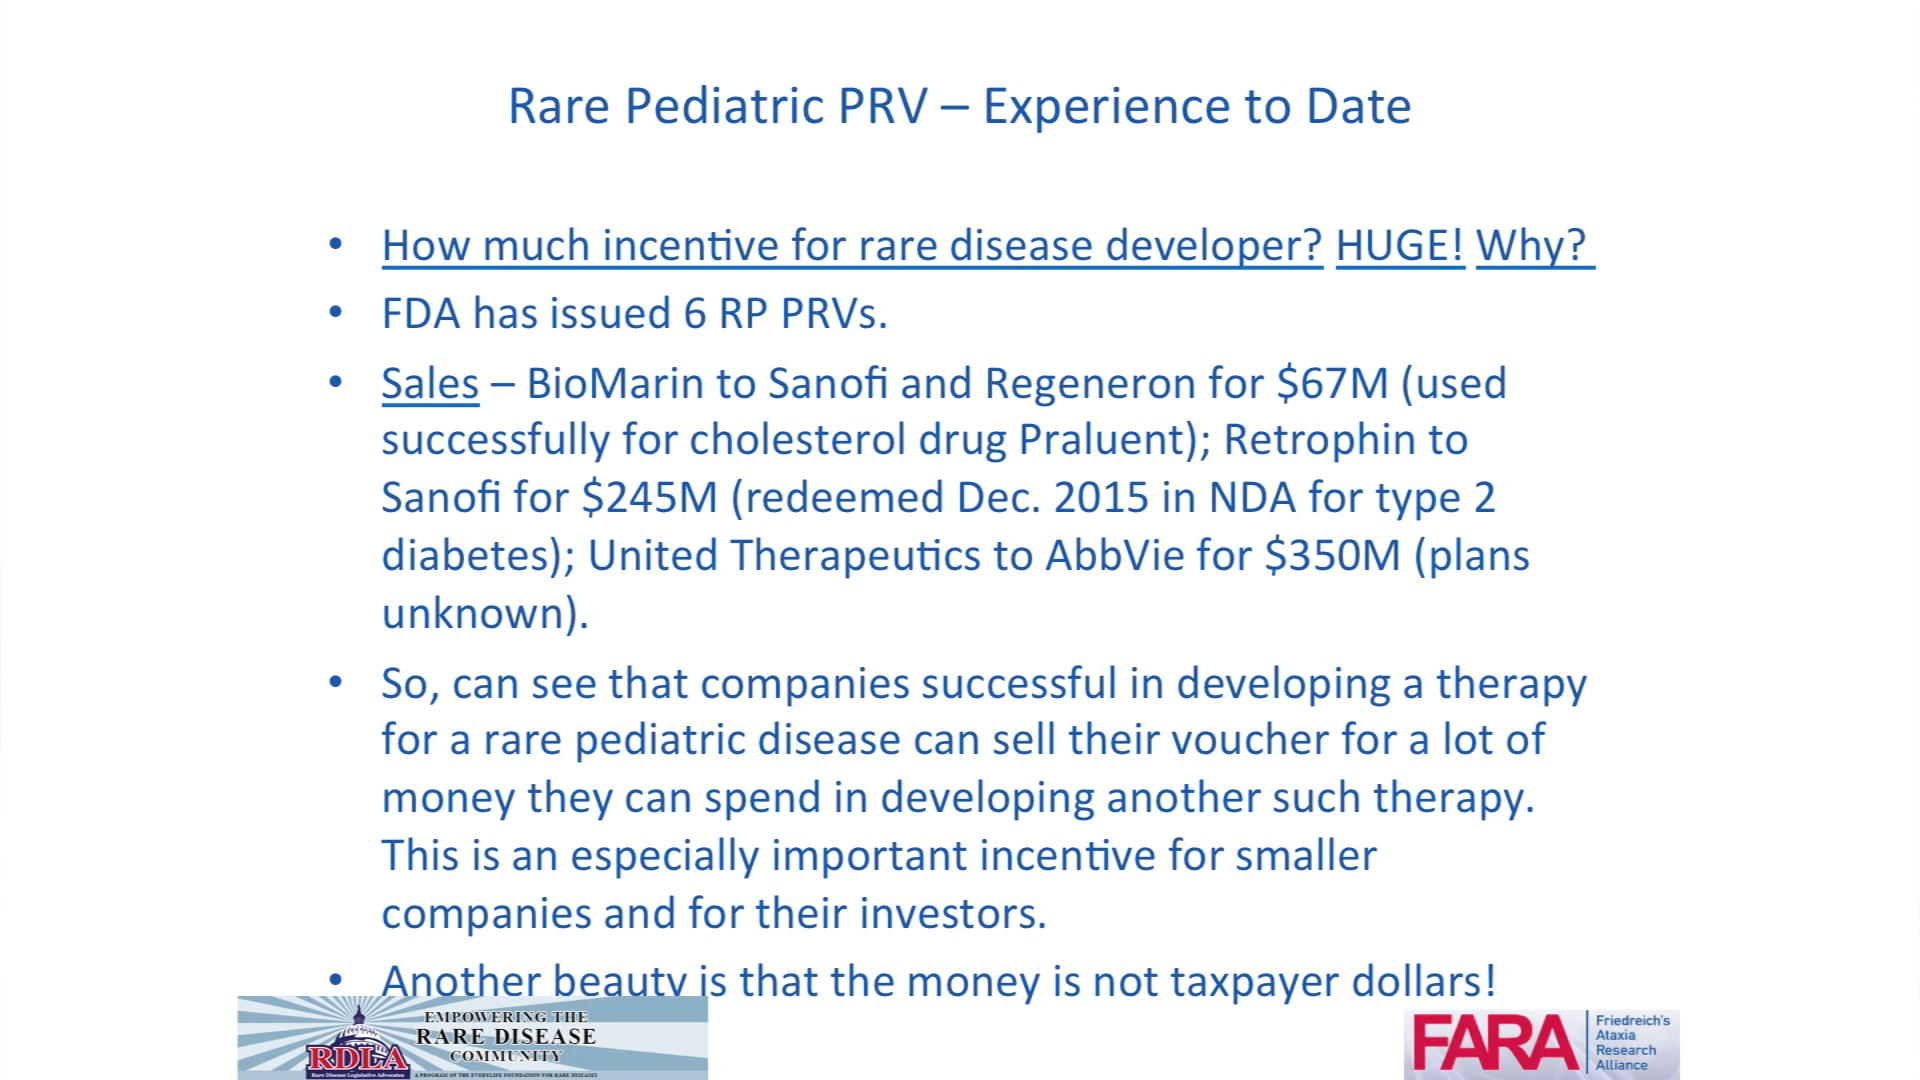 Rare Pediatric PRV – Experience to Date
• How much incentive for rare disease developer? HUGE! Why?
• FDA has issued 6 RP PRVs.
• Sales – BioMarin to Sanofi and Regeneron for $67M (used
successfully for cholesterol drug Praluent); Retrophin to
Sanofi for $245M (redeemed Dec. 2015 in NDA for type 2
diabetes); United Therapeutics to AbbVie for $350M (plans
unknown).
• So, can see that companies successful in developing a therapy
for a rare pediatric disease can sell their voucher for a lot of
money they can spend in developing another such therapy.
This is an especially important incentive for smaller
companies and for their investors.
• Another beauty is that the money is not taxpayer dollars!
EMPOWERING THE
RARE DISEASE
COMMUNITY
RDLA
Rare Disease Legislative Advocates
A PROGRAM OF THE EVERYLIFE FOUNDATION FOR RARE DISEASES
FARA
Friedreich's
Ataxia
Research
Alliance